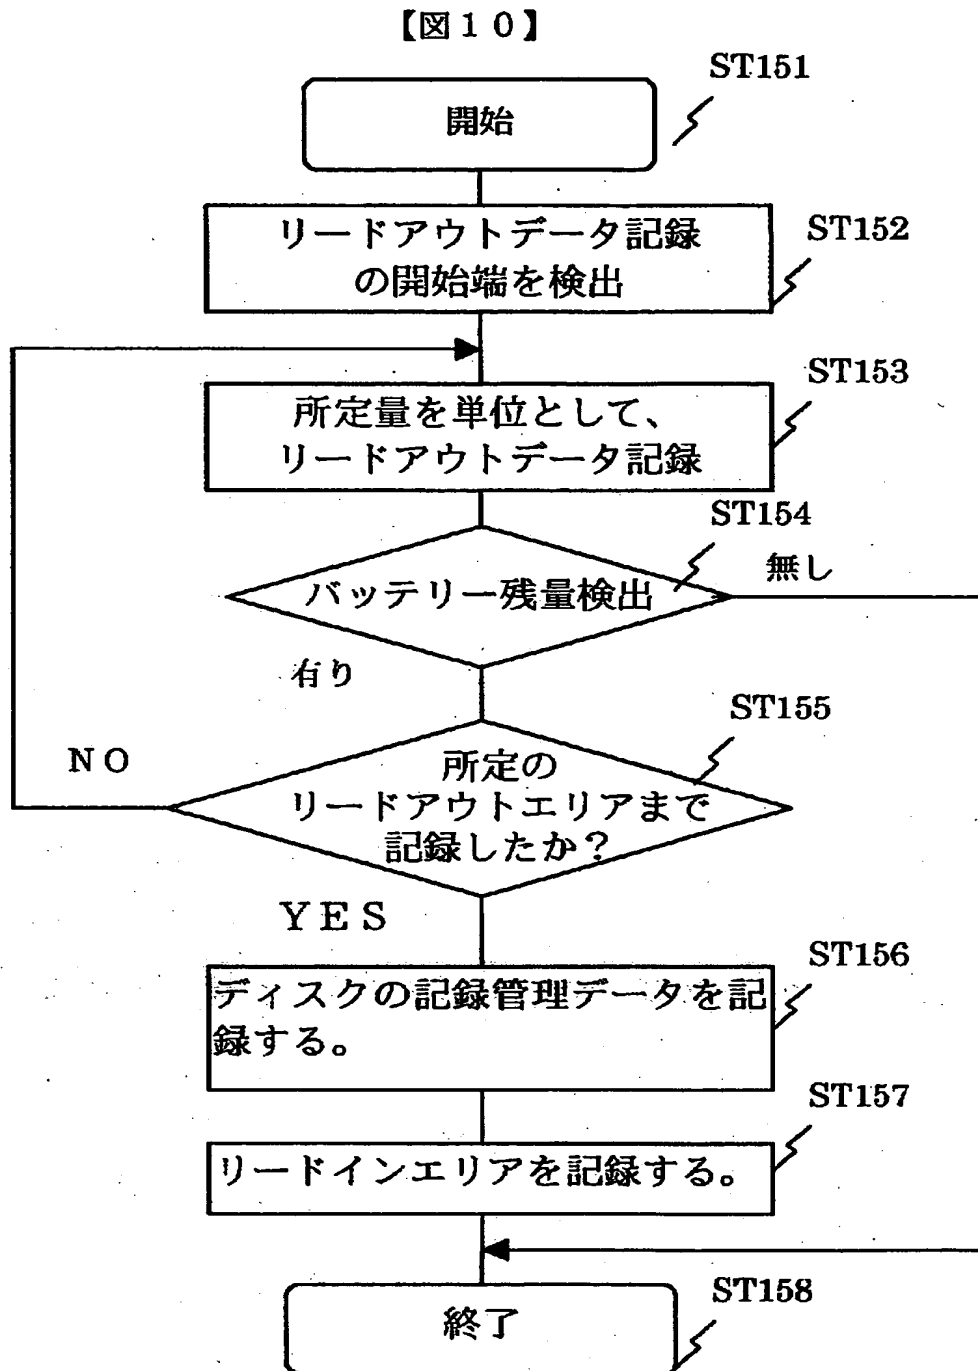 【図１０】
ST151
開始
ST152
リードアウトデータ記録
の開始端を検出
ST153
所定量を単位として、
リードアウトデータ記録
ST154
バッテリー残量検出
無し
有り
ST155
所定の
リードアウトエリアまで
記録したか？
ＮＯ
ＹＥＳ
ST156
ディスクの記録管理データを記
録する。
ST157
リードインエリアを記録する。
ST158
終了